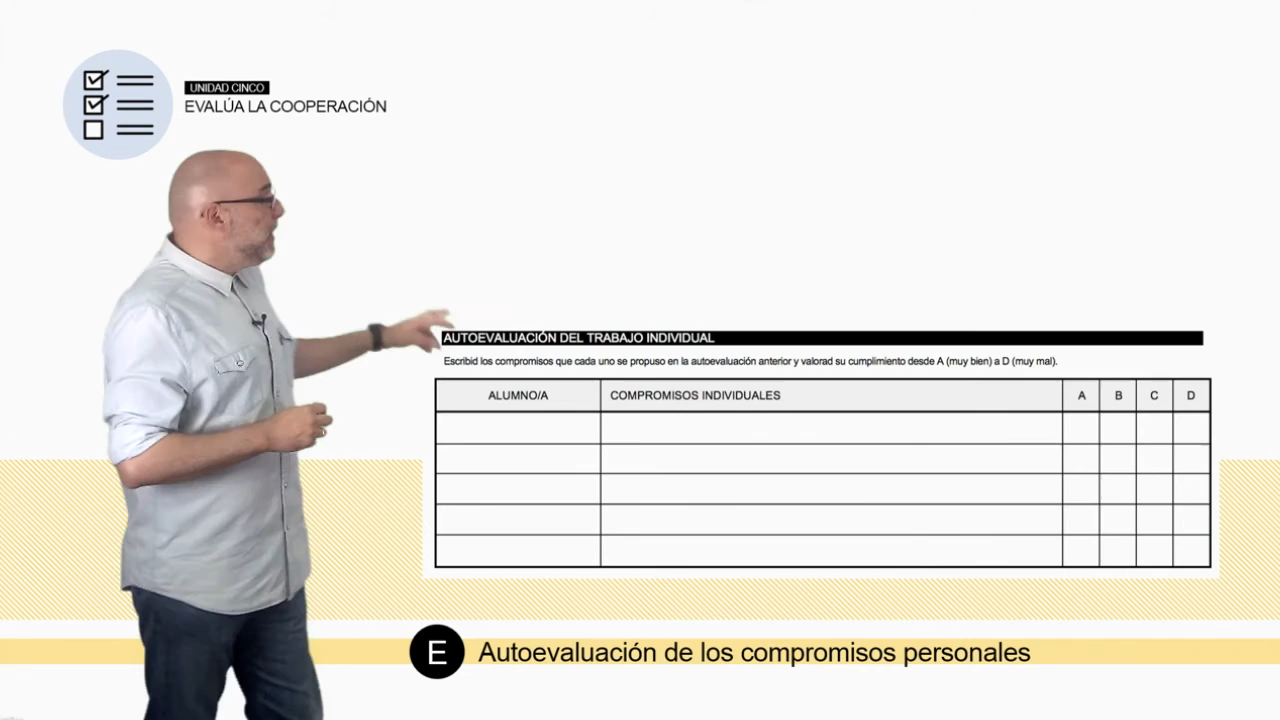 UNIDAD CINCO
EVALÚA LA COOPERACIÓN
AUTOEVALUACIÓN DEL TRABAJO INDIVIDUAL
Escribid los compromisos que cada uno se propuso en la autoevaluación anterior y valorad su cumplimiento desde A (muy bien) a D (muy mal).
ALUMNO/A COMPROMISOS INDIVIDUALES A B C D
E Autoevaluación de los compromisos personales